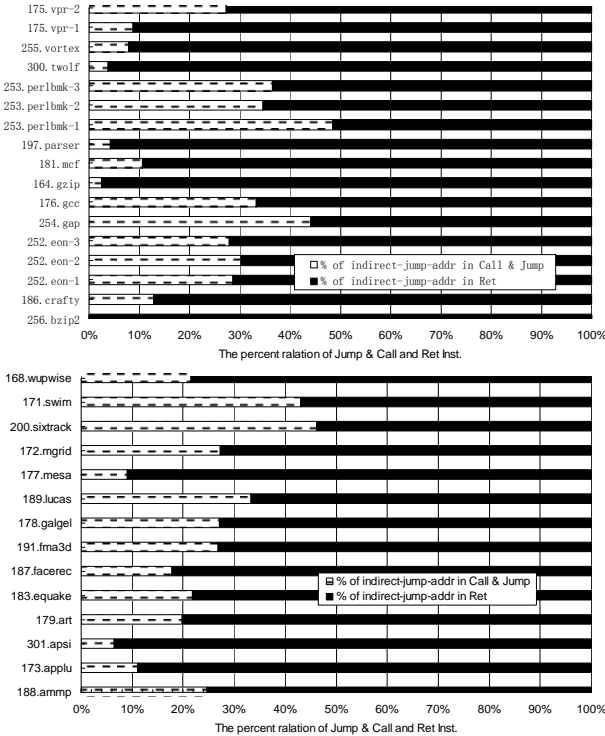 175. vpr-2
175. vpr-1
255. vortex
300. twolf
253. perlbmk-3
253. perlbmk-2
253. perlbmk-1
197. parser
181. mcf
164. gzip
176. gcc
254. gap
252. eon-3
252. eon-2
252. eon-1
186. crafty
256. bzip2
% of indirect-jump-addr in Call & Jump
% of indirect-jump-addr in Ret
0% 10% 20% 30% 40% 50% 60% 70% 80% 90% 100%
The percent ralation of Jump & Call and Ret Inst.
168.wupwise
171.swim
200.sixtrack
172.mgrid
177.mesa
189.lucas
178.galgel
191.fma3d
187.facerec
183.equake
179.art
301.apsi
173.applu
188.ammp
% of indirect-jump-addr in Call & Jump
% of indirect-jump-addr in Ret
0% 10% 20% 30% 40% 50% 60% 70% 80% 90% 100%
The percent ralation of Jump & Call and Ret Inst.